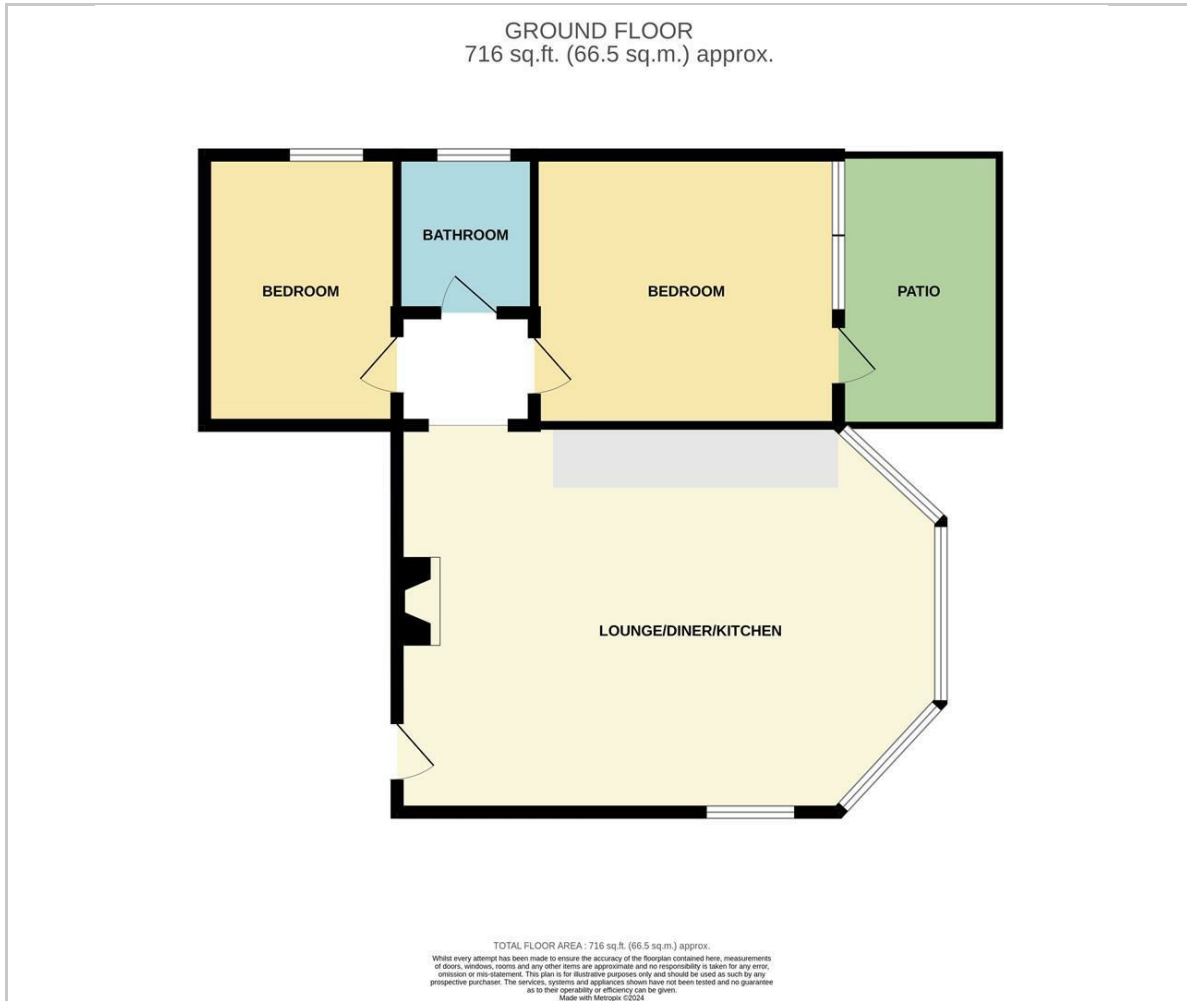 GROUND FLOOR
716 sq.ft. (66.5 sq.m.) approx.
BATHROOM
BEDROOM
BEDROOM
PATIO
LOUNGE/DINER/KITCHEN
TOTAL FLOOR AREA : 716 sq.ft. (66.5 sq.m.) approx.
Whilst every attempt has been made to ensure the accuracy of the floorplan contained here, measurements
of doors, windows, rooms and any other items are approximate and no responsibility is taken for any error,
omission or mis-statement. This plan is for illustrative purposes only and should be used as such by any
prospective purchaser. The services, systems and appliances shown have not been tested and no guarantee
as to their operability or efficiency can be given.
Made with Metropix ©2024